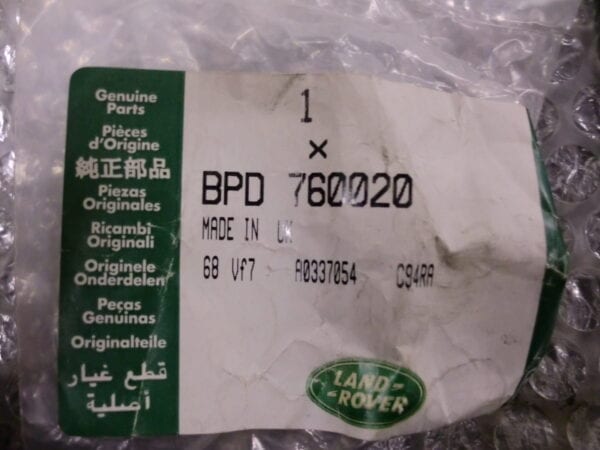 Genuine
Parts
Pièces
d'Origine
純正部品
Piezas
Originales
Ricambi
Originali
Originele
Onderdelen
Peças
Genuinas
Originalteile
قطع غيار
أصلية
1
×
BPD 760020
MADE IN UK
68 Vf7 A0337054 C94RA
LAND-
-ROVER